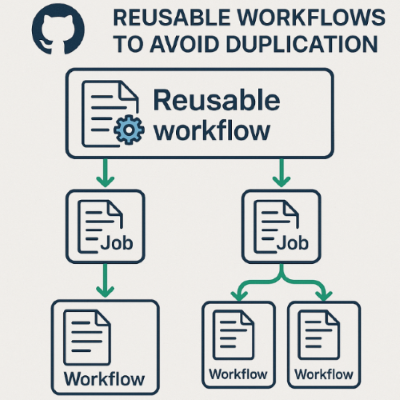 REUSABLE WORKFLOWS
TO AVOID DUPLICATION
Reusable
workflow
Job
Job
Workflow
Workflow
Workflow